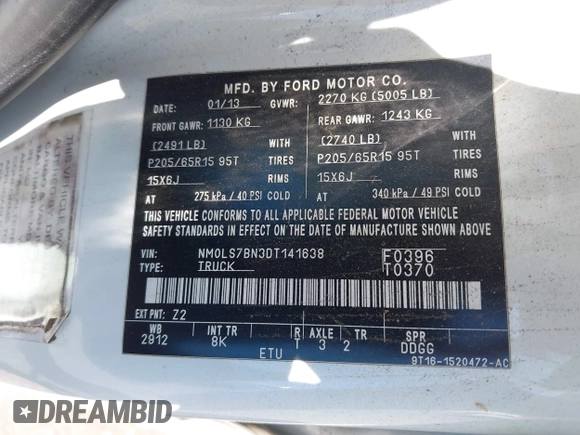 MFD. BY FORD MOTOR CO.
DATE: 01/13 GVWR: 2270 KG (5005 LB)
FRONT GAWR: 1130 KG REAR GAWR: 1243 KG
(2491 LB) WITH (2740 LB) WITH
P205/65R15 95T TIRES P205/65R15 95T TIRES
15X6J RIMS 15X6J RIMS
AT 275 kPa / 40 PSI COLD AT 340 kPa / 49 PSI COLD
THIS VEHICLE CONFORMS TO ALL APPLICABLE FEDERAL MOTOR VEHICLE
SAFETY STANDARDS IN EFFECT ON THE DATE OF MANUFACTURE SHOWN ABOVE
VIN: NM0LS7BN3DT141638 F0396
TYPE: TRUCK T0370
EXT PNT: Z2
WB INT TR R AXLE TR SPR
2912 8K T 3 2 DDGG
ETU 9T16-1520472-AC
THIS VEHICLE
DREAMBID